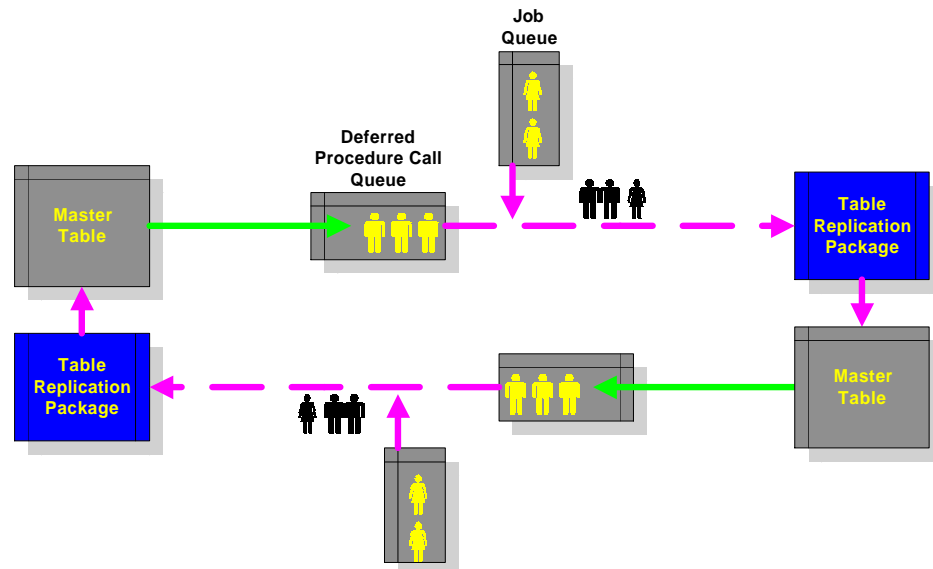 Job
Queue
Deferred
Procedure Call
Queue
Master
Table
Table
Replication
Package
Table
Replication
Package
Master
Table